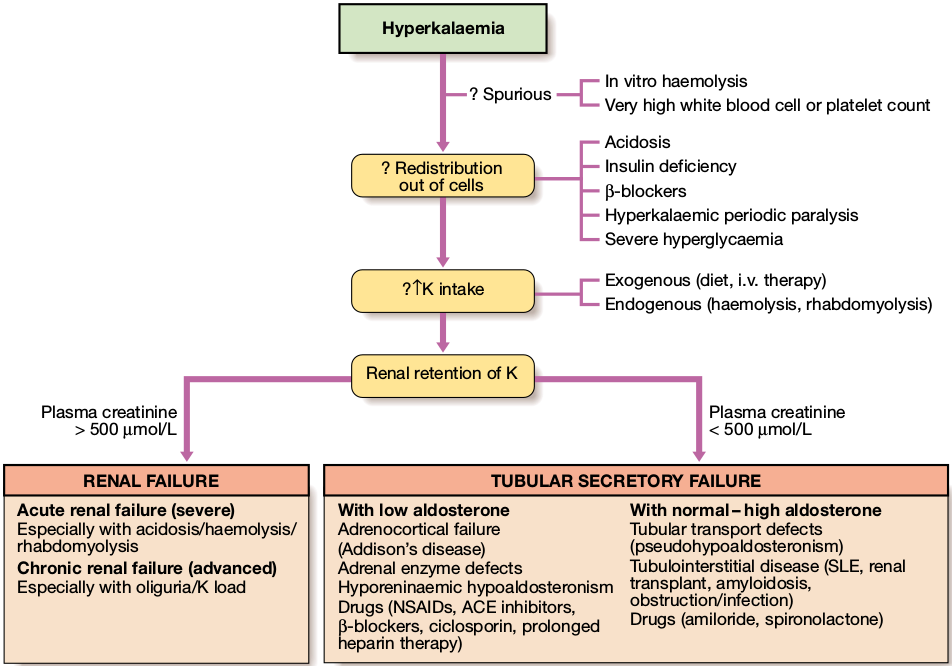 Hyperkalaemia
? Spurious
In vitro haemolysis
Very high white blood cell or platelet count
? Redistribution
out of cells
Acidosis
Insulin deficiency
β-blockers
Hyperkalaemic periodic paralysis
Severe hyperglycaemia
?↑K intake
Exogenous (diet, i.v. therapy)
Endogenous (haemolysis, rhabdomyolysis)
Renal retention of K
Plasma creatinine
> 500 μmol/L
Plasma creatinine
< 500 μmol/L
RENAL FAILURE
Acute renal failure (severe)
Especially with acidosis/haemolysis/
rhabdomyolysis
Chronic renal failure (advanced)
Especially with oliguria/K load
TUBULAR SECRETORY FAILURE
With low aldosterone
Adrenocortical failure
(Addison's disease)
Adrenal enzyme defects
Hyporeninaemic hypoaldosteronism
Drugs (NSAIDs, ACE inhibitors,
β-blockers, ciclosporin, prolonged
heparin therapy)
With normal–high aldosterone
Tubular transport defects
(pseudohypoaldosteronism)
Tubulointerstitial disease (SLE, renal
transplant, amyloidosis,
obstruction/infection)
Drugs (amiloride, spironolactone)